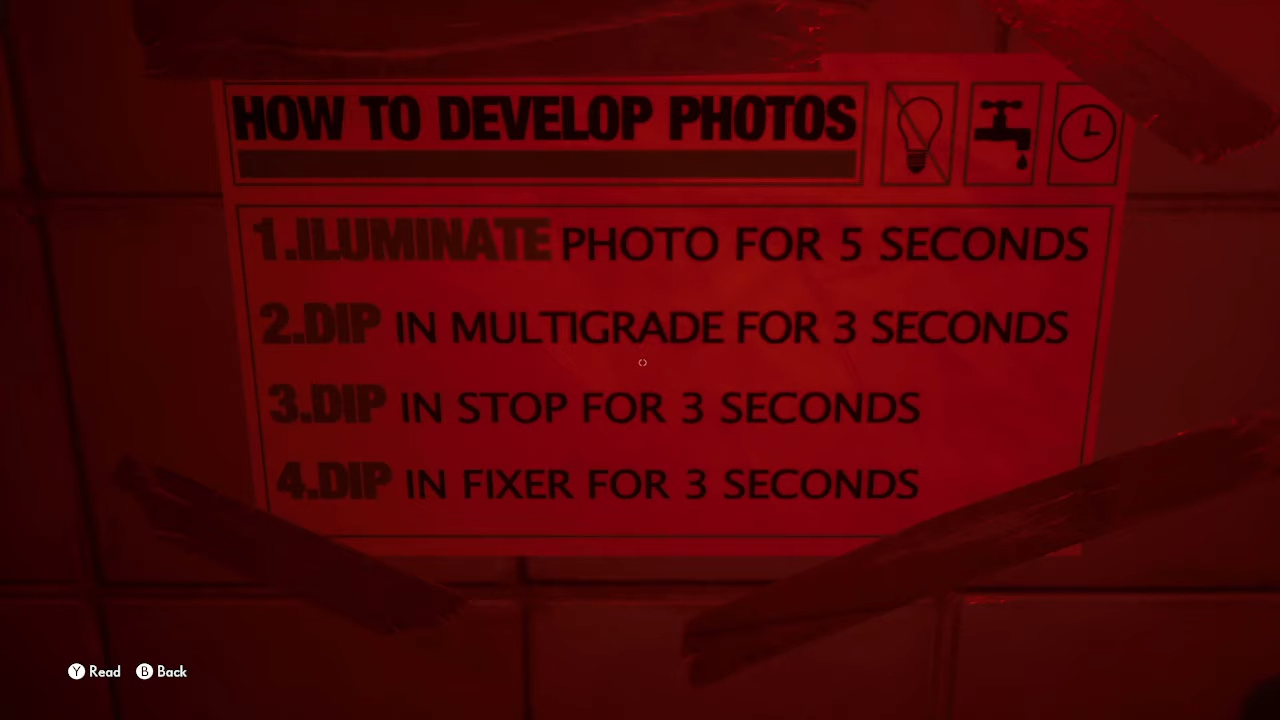 HOW TO DEVELOP PHOTOS
1.ILUMINATE PHOTO FOR 5 SECONDS
2.DIP IN MULTIGRADE FOR 3 SECONDS
3.DIP IN STOP FOR 3 SECONDS
4.DIP IN FIXER FOR 3 SECONDS
Y Read B Back